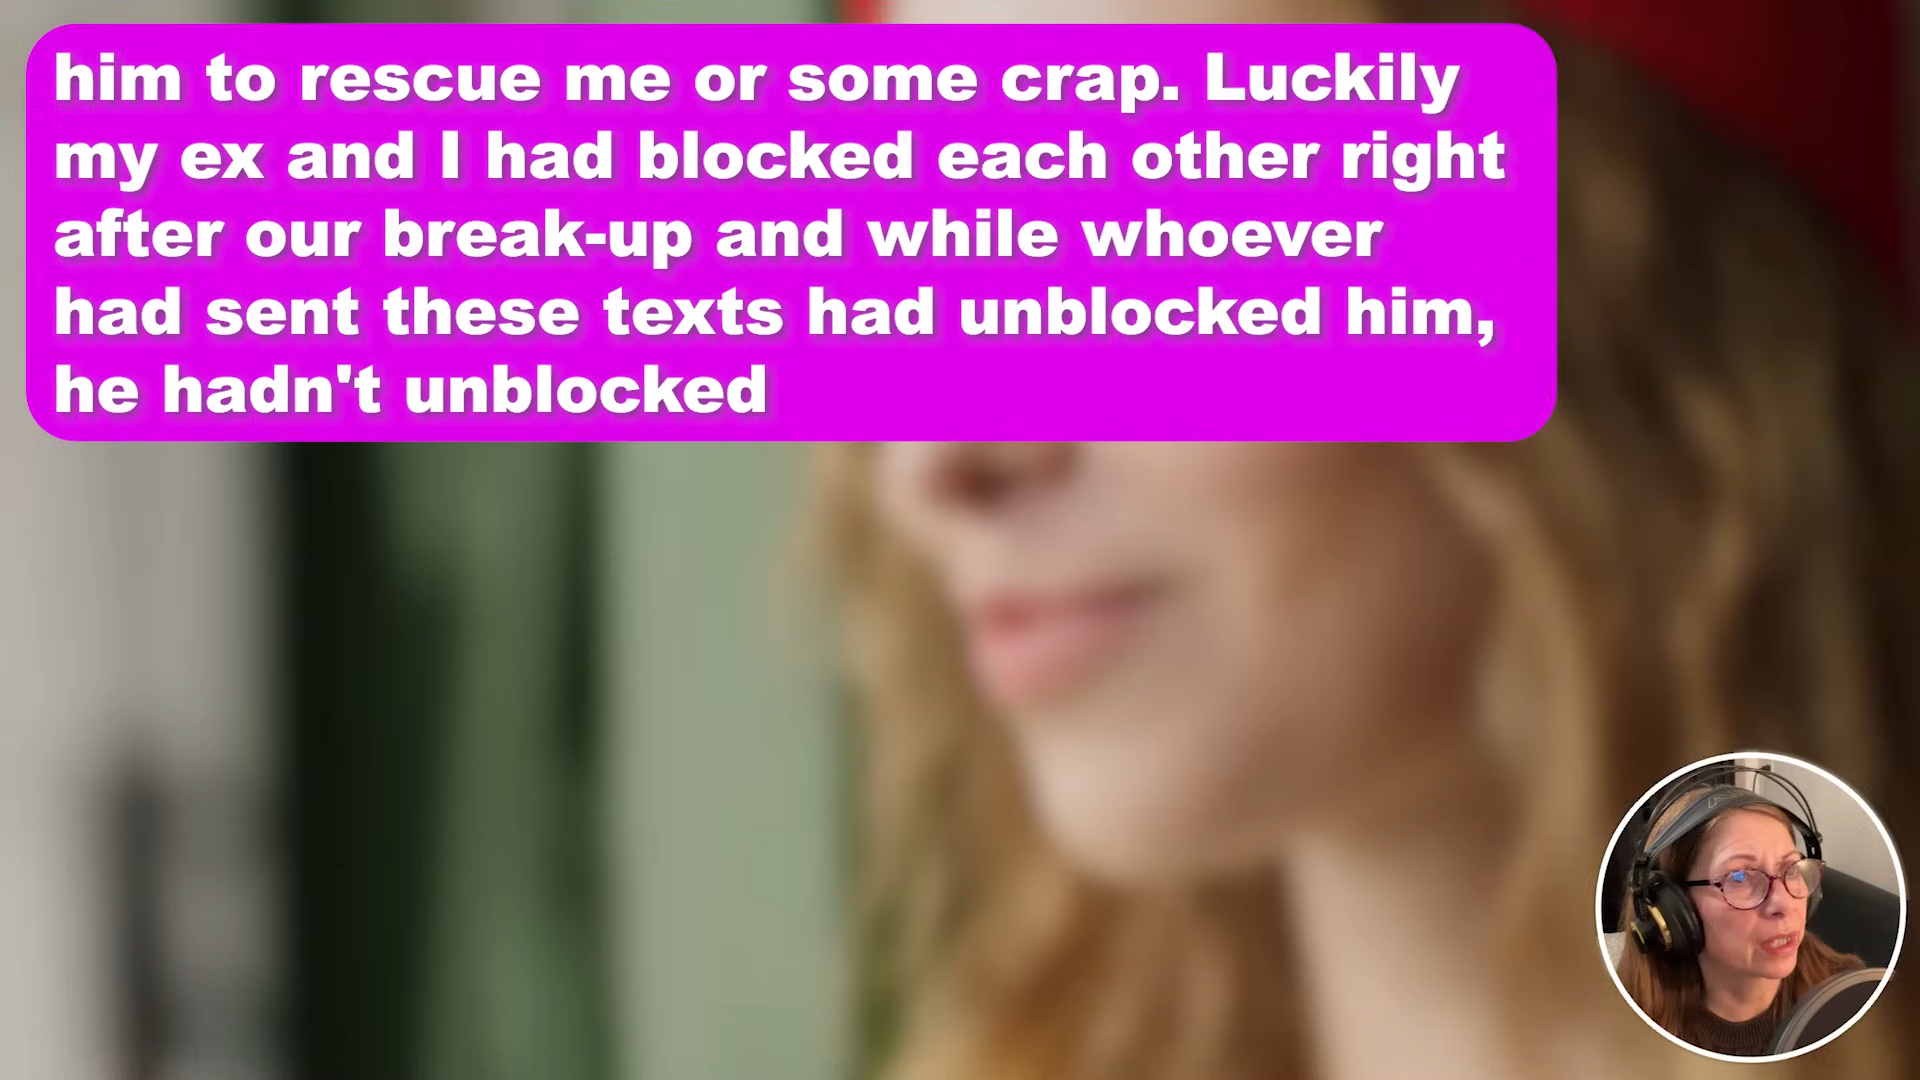 him to rescue me or some crap. Luckily
my ex and I had blocked each other right
after our break-up and while whoever
had sent these texts had unblocked him,
he hadn't unblocked